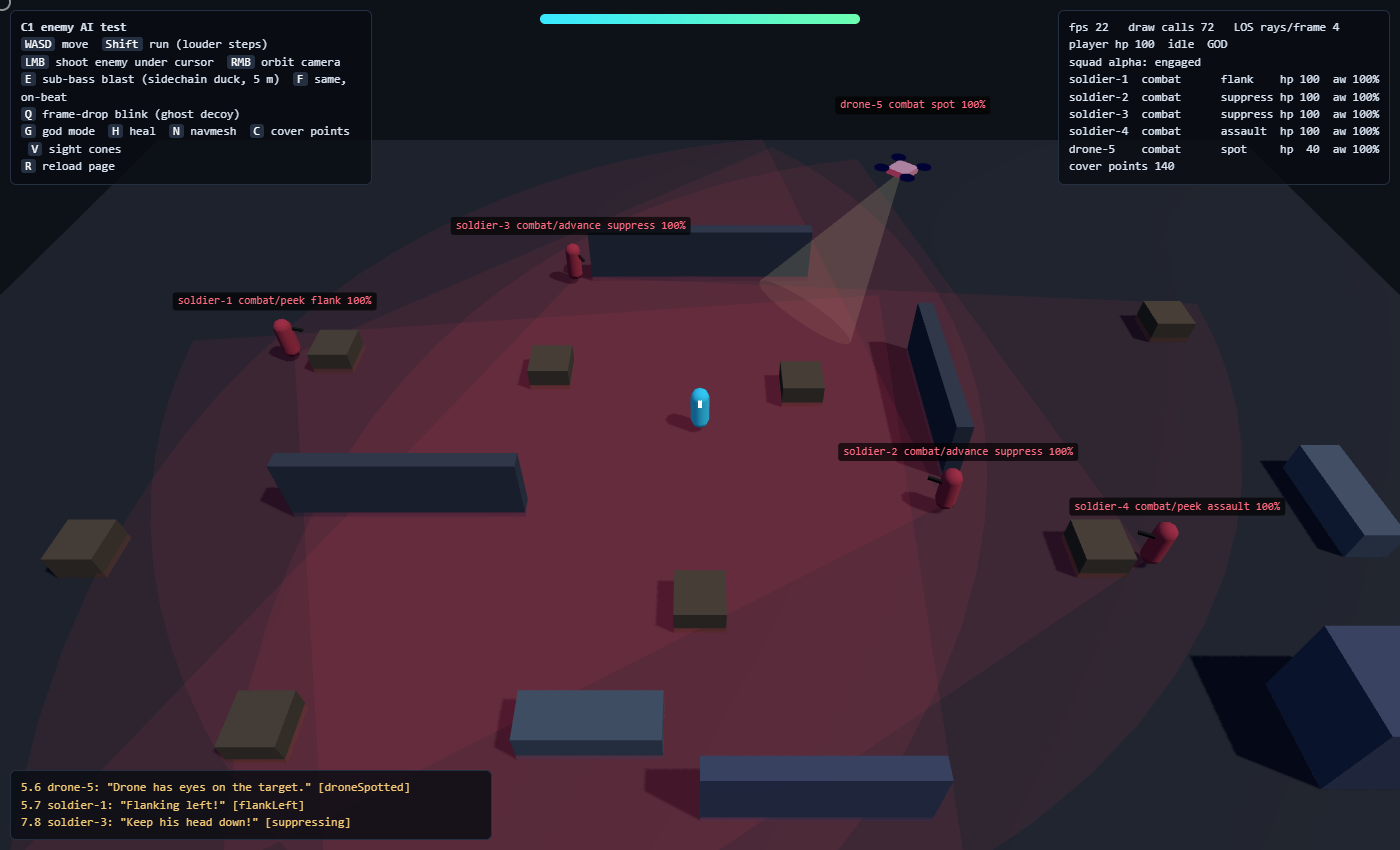 C1 enemy AI test
WASD move Shift run (louder steps)
LMB shoot enemy under cursor RMB orbit camera
E sub-bass blast (sidechain duck, 5 m) F same,
on-beat
Q frame-drop blink (ghost decoy)
G god mode H heal N navmesh C cover points
V sight cones
R reload page
fps 22 draw calls 72 LOS rays/frame 4
player hp 100 idle GOD
squad alpha: engaged
soldier-1 combat flank hp 100 aw 100%
soldier-2 combat suppress hp 100 aw 100%
soldier-3 combat suppress hp 100 aw 100%
soldier-4 combat assault hp 100 aw 100%
drone-5 combat spot hp 40 aw 100%
cover points 140
drone-5 combat spot 100%
soldier-3 combat/advance suppress 100%
soldier-1 combat/peek flank 100%
soldier-2 combat/advance suppress 100%
soldier-4 combat/peek assault 100%
5.6 drone-5: "Drone has eyes on the target." [droneSpotted]
5.7 soldier-1: "Flanking left!" [flankLeft]
7.8 soldier-3: "Keep his head down!" [suppressing]